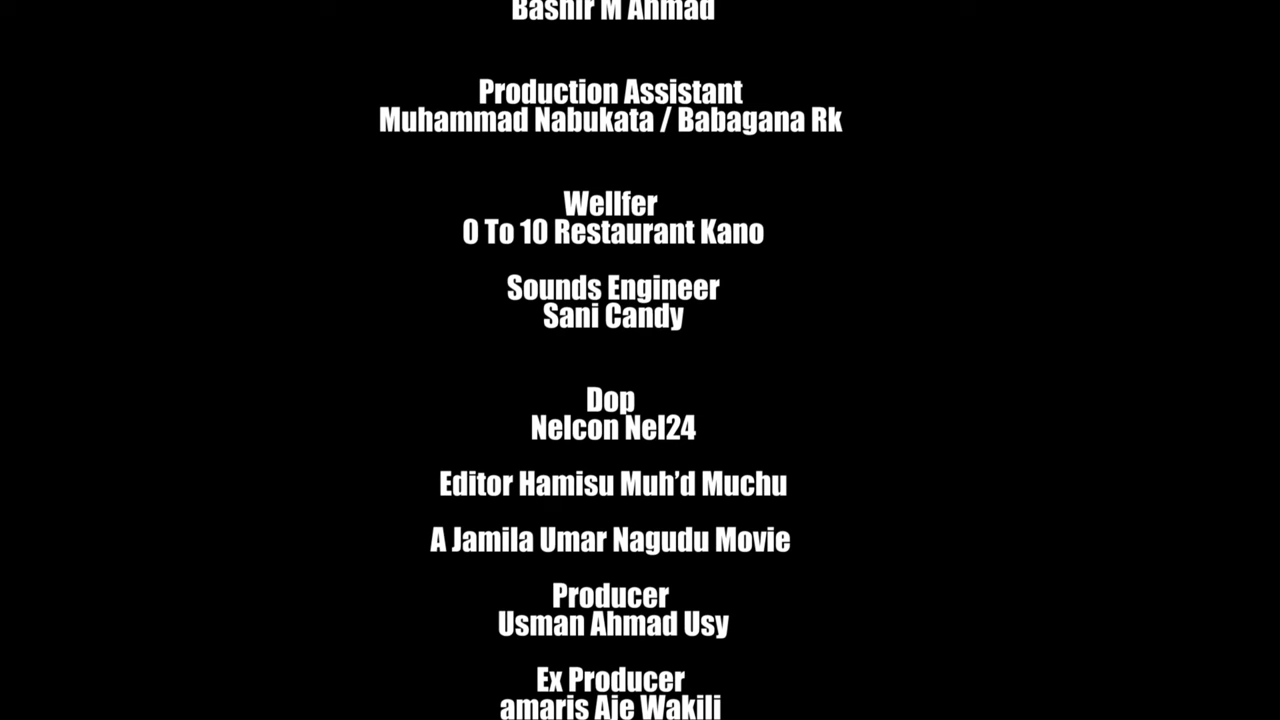 Bashir M Ahmad
Production Assistant
Muhammad Nabukata / Babagana Rk
Wellfer
0 To 10 Restaurant Kano
Sounds Engineer
Sani Candy
Dop
Nelcon Nel24
Editor Hamisu Muh’d Muchu
A Jamila Umar Nagudu Movie
Producer
Usman Ahmad Usy
Ex Producer
amaris Aje Wakili